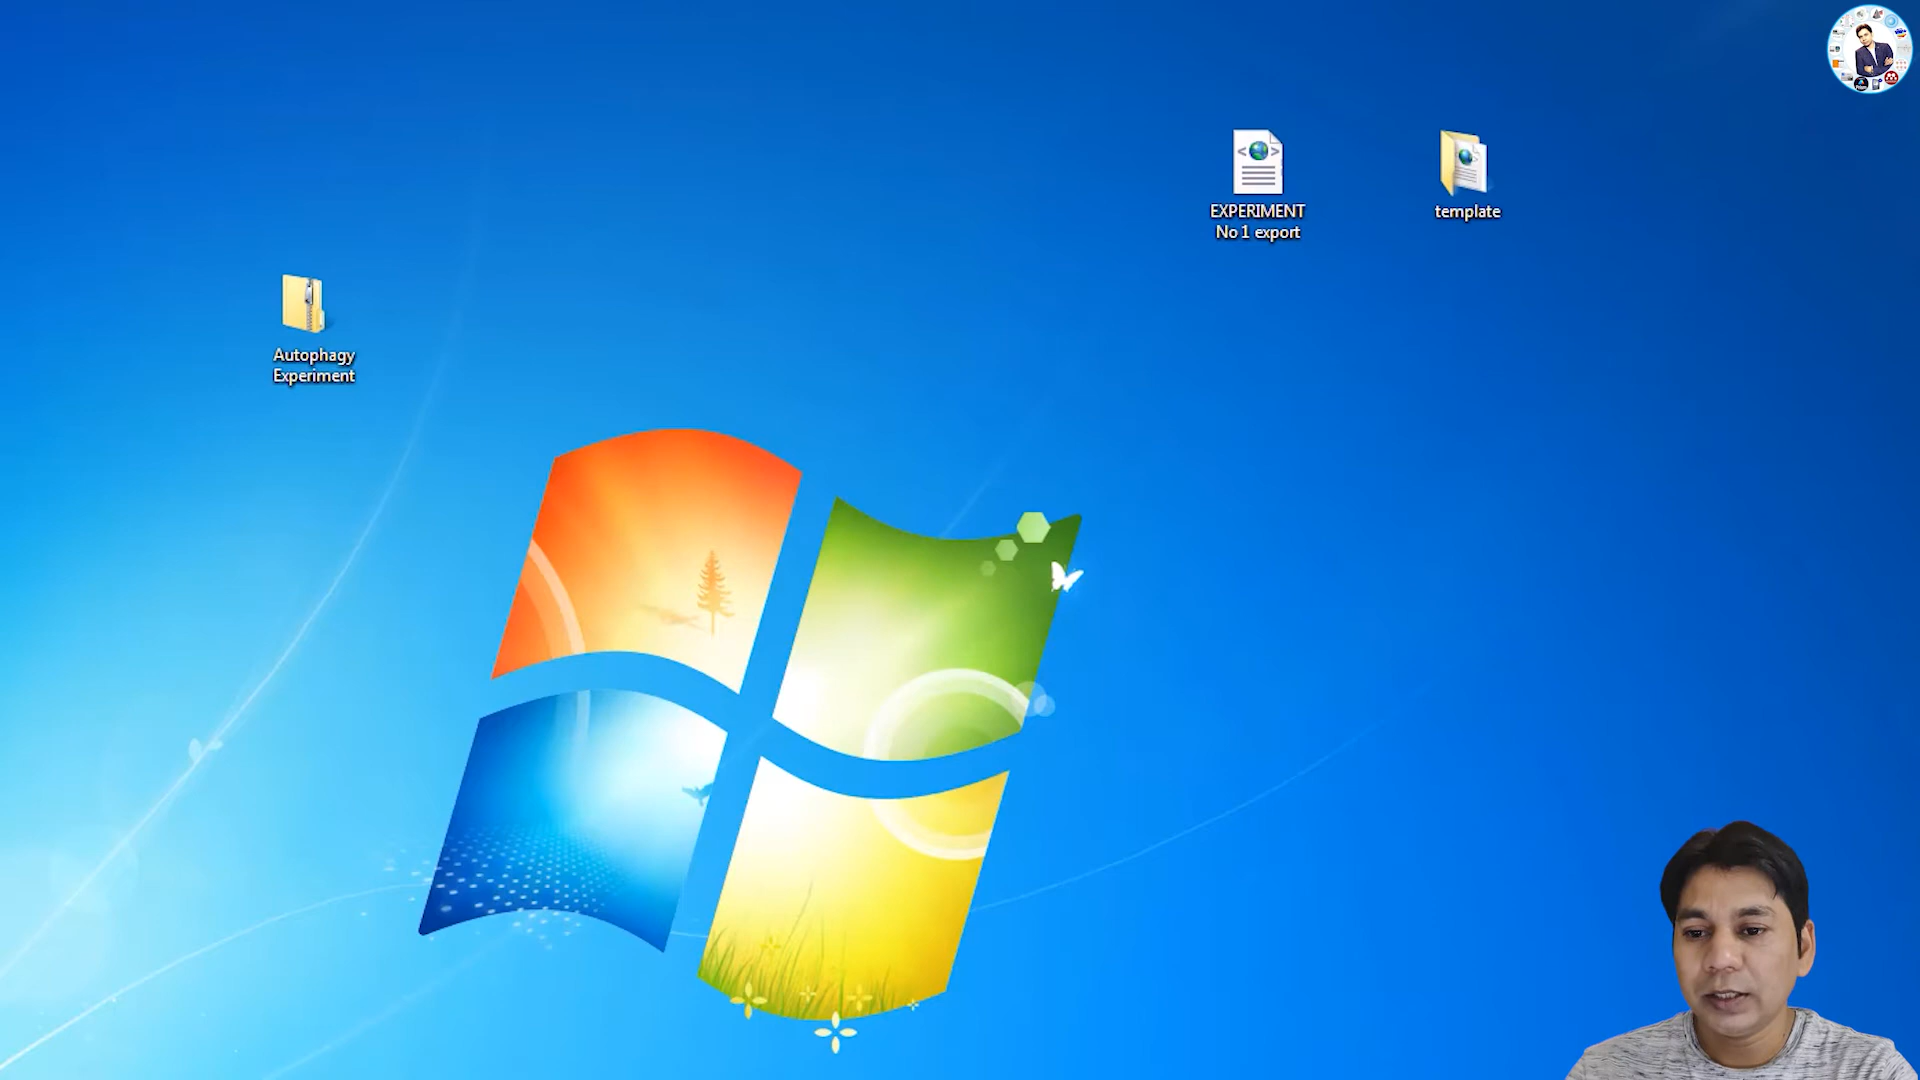 EXPERIMENT
No 1 export
template
Autophagy
Experiment